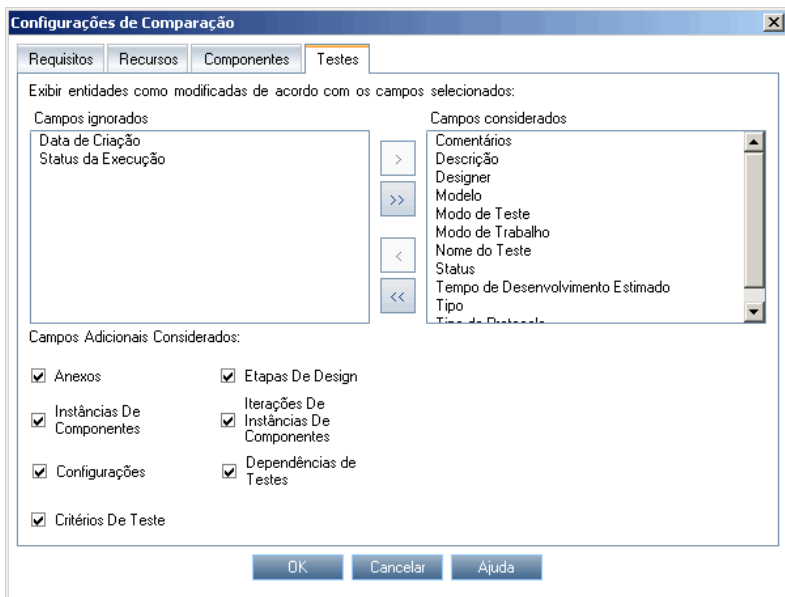 Configurações de Comparação
Requisitos Recursos Componentes Testes
Exibir entidades como modificadas de acordo com os campos selecionados:
Campos ignorados
Data de Criação
Status da Execução
>
>>
<
<<
Campos considerados
Comentários
Descrição
Designer
Modelo
Modo de Teste
Modo de Trabalho
Nome do Teste
Status
Tempo de Desenvolvimento Estimado
Tipo
Tipo de Protocolo
Campos Adicionais Considerados:
Anexos
Etapas De Design
Instâncias De
Componentes
Iterações De
Instâncias De
Componentes
Configurações
Dependências de
Testes
Critérios De Teste
OK Cancelar Ajuda